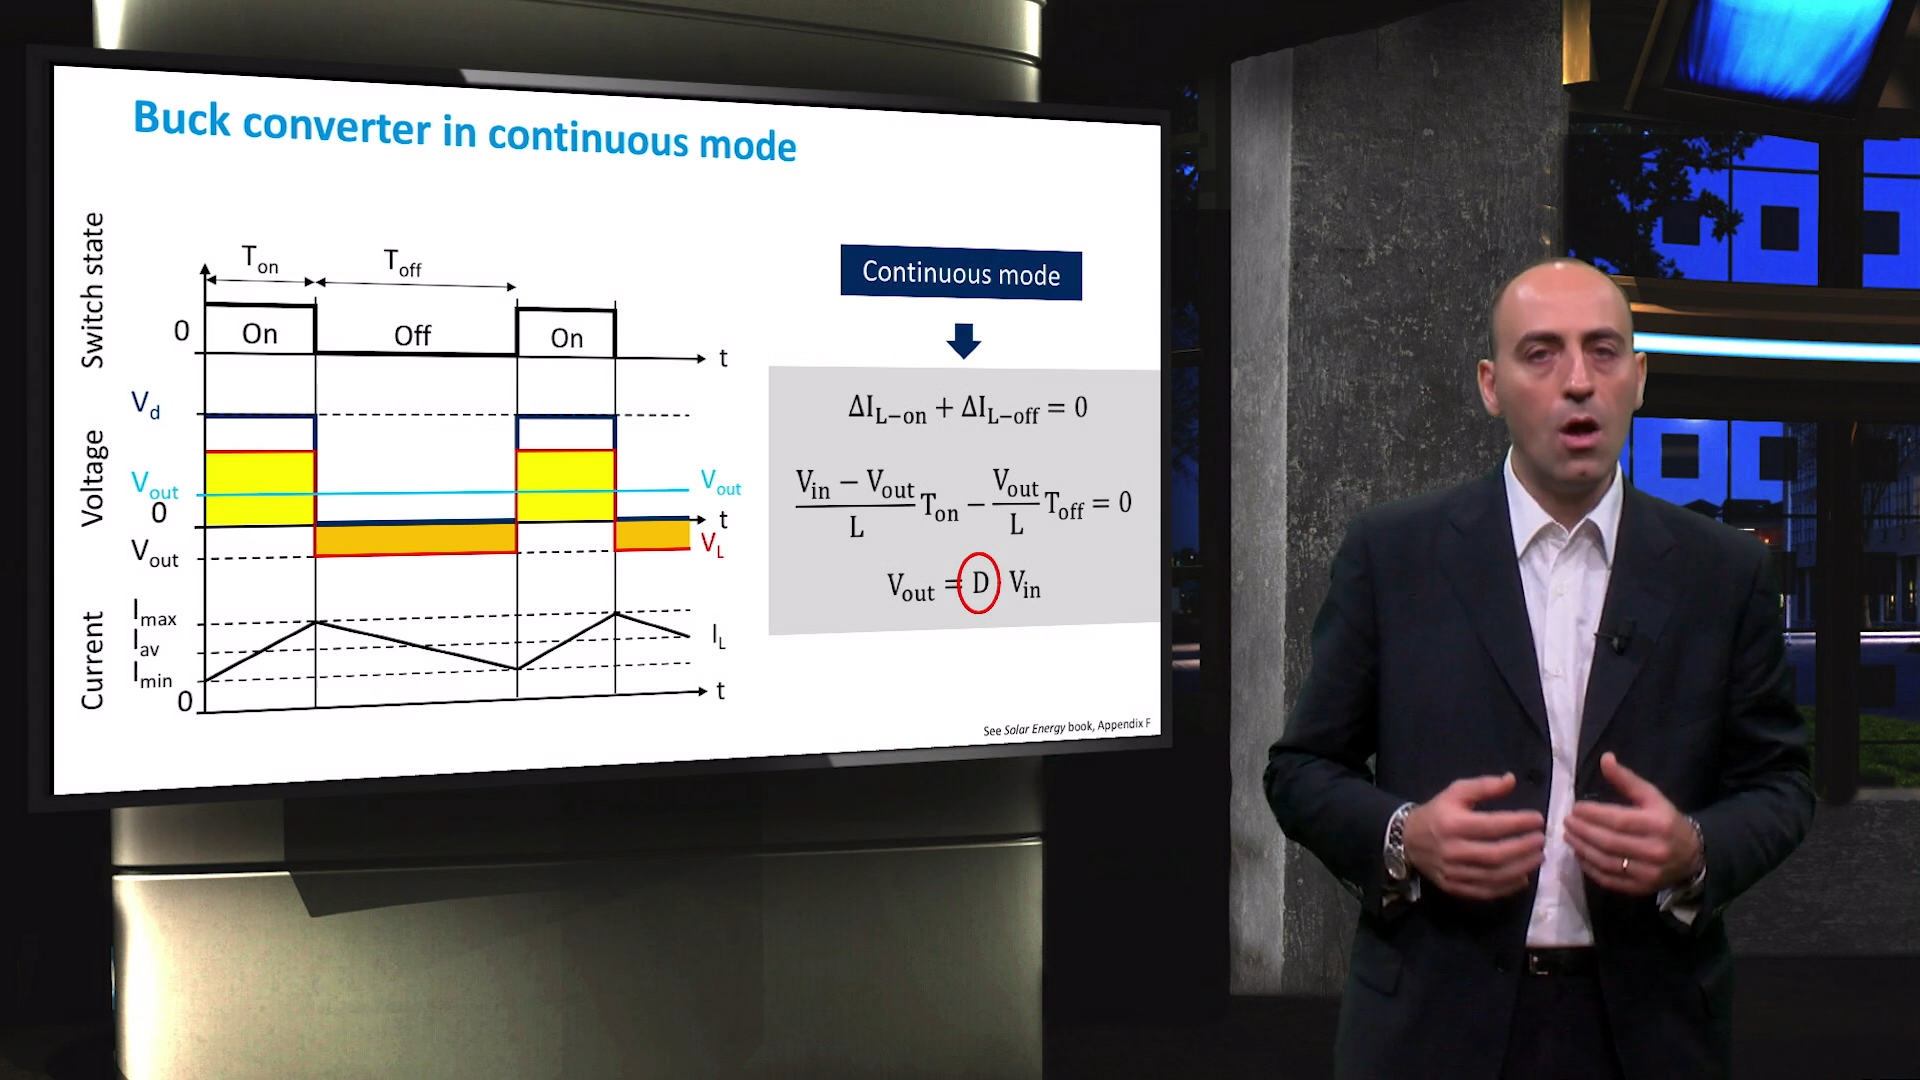 Buck converter in continuous mode
Switch state
T_on
T_off
0
On
Off
On
t
Voltage
V_d
V_out
V_out
0
t
V_out
V_L
Current
I_max
I_av
I_L
I_min
0
t
Continuous mode
ΔI_L−on + ΔI_L−off = 0
(V_in − V_out)/L T_on − V_out/L T_off = 0
V_out = D V_in
See Solar Energy book, Appendix F